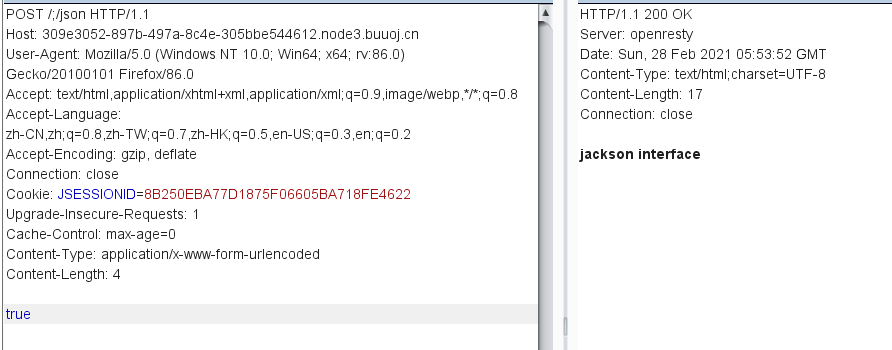 POST /;/json HTTP/1.1
Host: 309e3052-897b-497a-8c4e-305bbe544612.node3.buuoj.cn
User-Agent: Mozilla/5.0 (Windows NT 10.0; Win64; x64; rv:86.0)
Gecko/20100101 Firefox/86.0
Accept: text/html,application/xhtml+xml,application/xml;q=0.9,image/webp,*/*;q=0.8
Accept-Language:
zh-CN,zh;q=0.8,zh-TW;q=0.7,zh-HK;q=0.5,en-US;q=0.3,en;q=0.2
Accept-Encoding: gzip, deflate
Connection: close
Cookie: JSESSIONID=8B250EBA77D1875F06605BA718FE4622
Upgrade-Insecure-Requests: 1
Cache-Control: max-age=0
Content-Type: application/x-www-form-urlencoded
Content-Length: 4
true
HTTP/1.1 200 OK
Server: openresty
Date: Sun, 28 Feb 2021 05:53:52 GMT
Content-Type: text/html;charset=UTF-8
Content-Length: 17
Connection: close
jackson interface